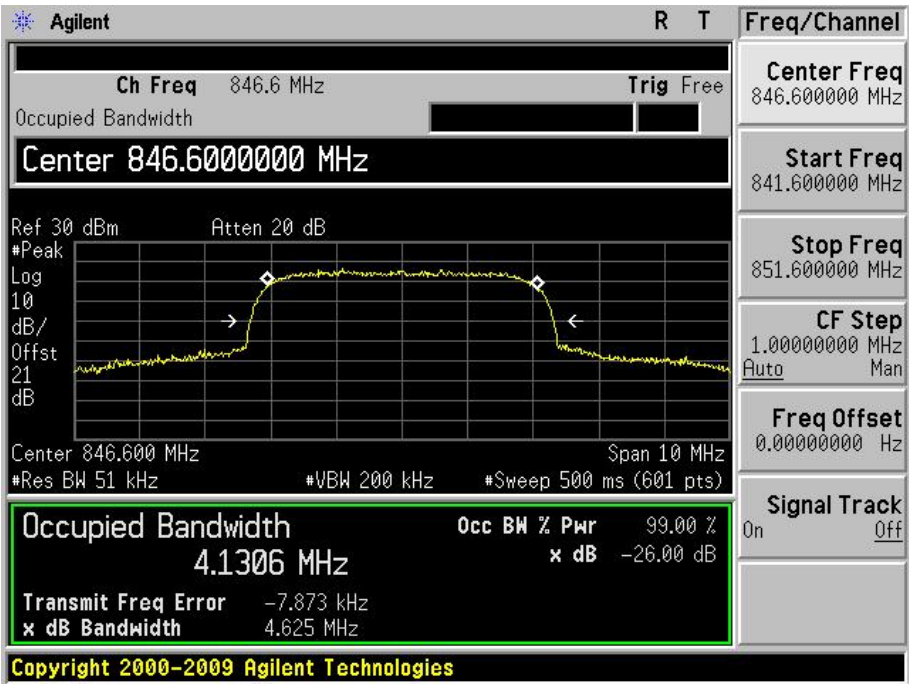 Agilent R T Freq/Channel
Ch Freq 846.6 MHz Trig Free
Occupied Bandwidth
Center 846.6000000 MHz
Ref 30 dBm Atten 20 dB
#Peak
Log
10
dB/
Offst
21
dB
Center 846.600 MHz Span 10 MHz
#Res BW 51 kHz #VBW 200 kHz #Sweep 500 ms (601 pts)
Occupied Bandwidth
4.1306 MHz
Occ BW % Pwr 99.00 %
x dB -26.00 dB
Transmit Freq Error -7.873 kHz
x dB Bandwidth 4.625 MHz
Copyright 2000-2009 Agilent Technologies
Center Freq
846.600000 MHz
Start Freq
841.600000 MHz
Stop Freq
851.600000 MHz
CF Step
1.00000000 MHz
Auto Man
Freq Offset
0.00000000 Hz
Signal Track
On Off